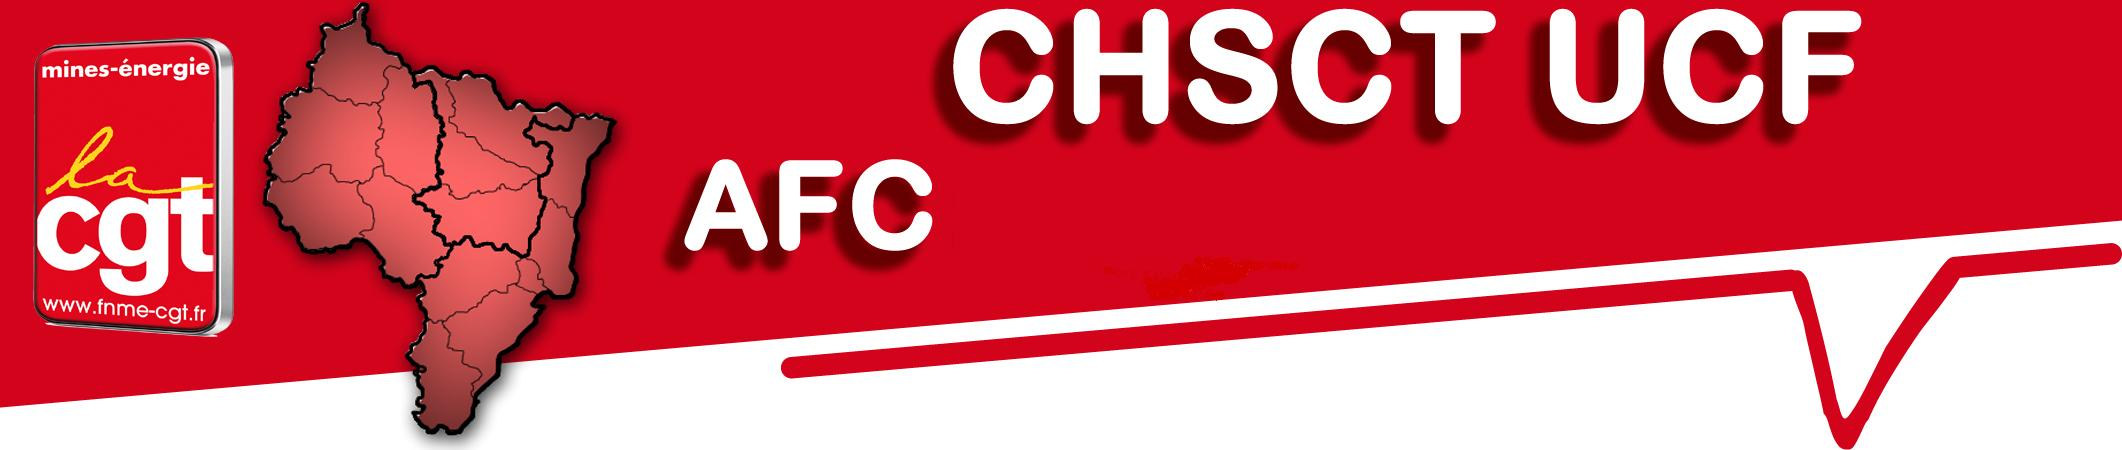 mines-énergie
la
cgt
www.fnme-cgt.fr
CHSCT UCF
AFC